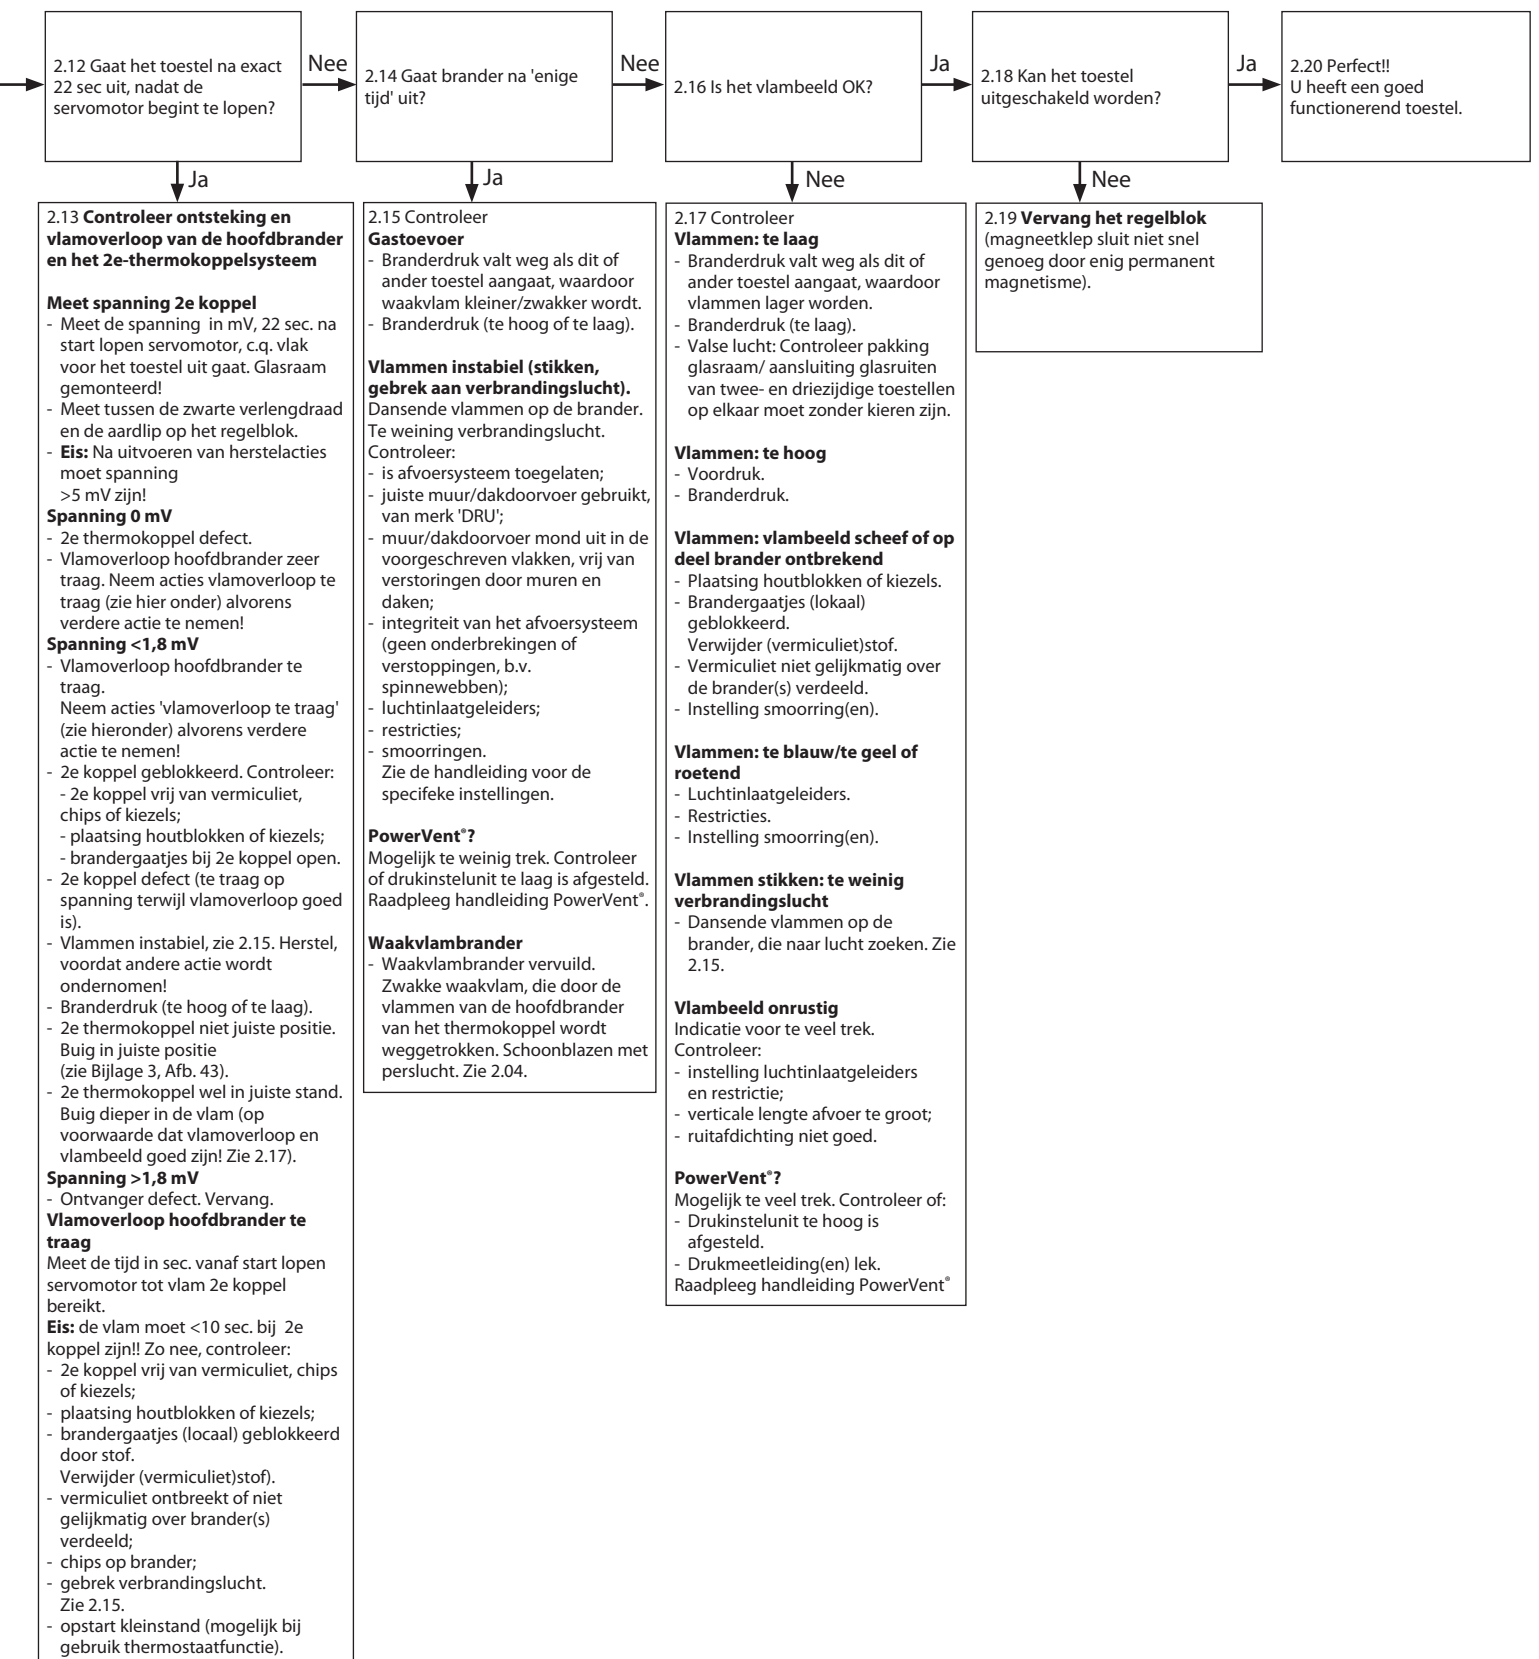 2.12 Gaat het toestel na exact
22 sec uit, nadat de
servomotor begint te lopen?
Nee
2.14 Gaat brander na 'enige
tijd' uit?
Nee
2.16 Is het vlambeeld OK?
Ja
2.18 Kan het toestel
uitgeschakeld worden?
Ja
2.20 Perfect!!
U heeft een goed
functionerend toestel.
Ja
Ja
Nee
Nee
2.13 Controleer ontsteking en
vlamoverloop van de hoofdbrander
en het 2e-thermokoppelsysteem
Meet spanning 2e koppel
- Meet de spanning in mV, 22 sec. na
start lopen servomotor, c.q. vlak
voor het toestel uit gaat. Glasraam
gemonteerd!
- Meet tussen de zwarte verlengdraad
en de aardlip op het regelblok.
- Eis: Na uitvoeren van herstelacties
moet spanning
>5 mV zijn!
Spanning 0 mV
- 2e thermokoppel defect.
- Vlamoverloop hoofdbrander zeer
traag. Neem acties vlamoverloop te
traag (zie hier onder) alvorens
verdere actie te nemen!
Spanning <1,8 mV
- Vlamoverloop hoofdbrander te
traag.
Neem acties 'vlamoverloop te traag'
(zie hieronder) alvorens verdere
actie te nemen!
- 2e koppel geblokkeerd. Controleer:
- 2e koppel vrij van vermiculiet,
chips of kiezels;
- plaatsing houtblokken of kiezels;
- brandergaatjes bij 2e koppel open.
- 2e koppel defect (te traag op
spanning terwijl vlamoverloop goed
is).
- Vlammen instabiel, zie 2.15. Herstel,
voordat andere actie wordt
ondernomen!
- Branderdruk (te hoog of te laag).
- 2e thermokoppel niet juiste positie.
Buig in juiste positie
(zie Bijlage 3, Afb. 43).
- 2e thermokoppel wel in juiste stand.
Buig dieper in de vlam (op
voorwaarde dat vlamoverloop en
vlambeeld goed zijn! Zie 2.17).
Spanning >1,8 mV
- Ontvanger defect. Vervang.
Vlamoverloop hoofdbrander te
traag
Meet de tijd in sec. vanaf start lopen
servomotor tot vlam 2e koppel
bereikt.
Eis: de vlam moet <10 sec. bij 2e
koppel zijn!! Zo nee, controleer:
- 2e koppel vrij van vermiculiet, chips
of kiezels;
- plaatsing houtblokken of kiezels;
- brandergaatjes (locaal) geblokkeerd
door stof.
Verwijder (vermiculiet)stof).
- vermiculiet ontbreekt of niet
gelijkmatig over brander(s)
verdeeld;
- chips op brander;
- gebrek verbrandingslucht.
Zie 2.15.
- opstart kleinstand (mogelijk bij
gebruik thermostaatfunctie).
2.15 Controleer
Gastoevoer
- Branderdruk valt weg als dit of
ander toestel aangaat, waardoor
waakvlam kleiner/zwakker wordt.
- Branderdruk (te hoog of te laag).
Vlammen instabiel (stikken,
gebrek aan verbrandingslucht).
Dansende vlammen op de brander.
Te weining verbrandingslucht.
Controleer:
- is afvoersysteem toegelaten;
- juiste muur/dakdoorvoer gebruikt,
van merk 'DRU';
- muur/dakdoorvoer mond uit in de
voorgeschreven vlakken, vrij van
verstoringen door muren en
daken;
- integriteit van het afvoersysteem
(geen onderbrekingen of
verstoppingen, b.v.
spinnewebben);
- luchtinlaatgeleiders;
- restricties;
- smoorringen.
Zie de handleiding voor de
specifeke instellingen.
PowerVent®?
Mogelijk te weinig trek. Controleer
of drukinstelunit te laag is afgesteld.
Raadpleeg handleiding PowerVent®.
Waakvlambrander
- Waakvlambrander vervuild.
Zwakke waakvlam, die door de
vlammen van de hoofdbrander
van het thermokoppel wordt
weggetrokken. Schoonblazen met
perslucht. Zie 2.04.
2.17 Controleer
Vlammen: te laag
- Branderdruk valt weg als dit of
ander toestel aangaat, waardoor
vlammen lager worden.
- Branderdruk (te laag).
- Valse lucht: Controleer pakking
glasraam/ aansluiting glasruiten
van twee- en driezijdige toestellen
op elkaar moet zonder kieren zijn.
Vlammen: te hoog
- Voordruk.
- Branderdruk.
Vlammen: vlambeeld scheef of op
deel brander ontbrekend
- Plaatsing houtblokken of kiezels.
- Brandergaatjes (lokaal)
geblokkeerd.
Verwijder (vermiculiet)stof.
- Vermiculiet niet gelijkmatig over
de brander(s) verdeeld.
- Instelling smoorring(en).
Vlammen: te blauw/te geel of
roetend
- Luchtinlaatgeleiders.
- Restricties.
- Instelling smoorring(en).
Vlammen stikken: te weinig
verbrandingslucht
- Dansende vlammen op de
brander, die naar lucht zoeken. Zie
2.15.
Vlambeeld onrustig
Indicatie voor te veel trek.
Controleer:
- instelling luchtinlaatgeleiders
en restrictie;
- verticale lengte afvoer te groot;
- ruitafdichting niet goed.
PowerVent®?
Mogelijk te veel trek. Controleer of:
- Drukinstelunit te hoog is
afgesteld.
- Drukmeetleiding(en) lek.
Raadpleeg handleiding PowerVent®
2.19 Vervang het regelblok
(magneetklep sluit niet snel
genoeg door enig permanent
magnetisme).